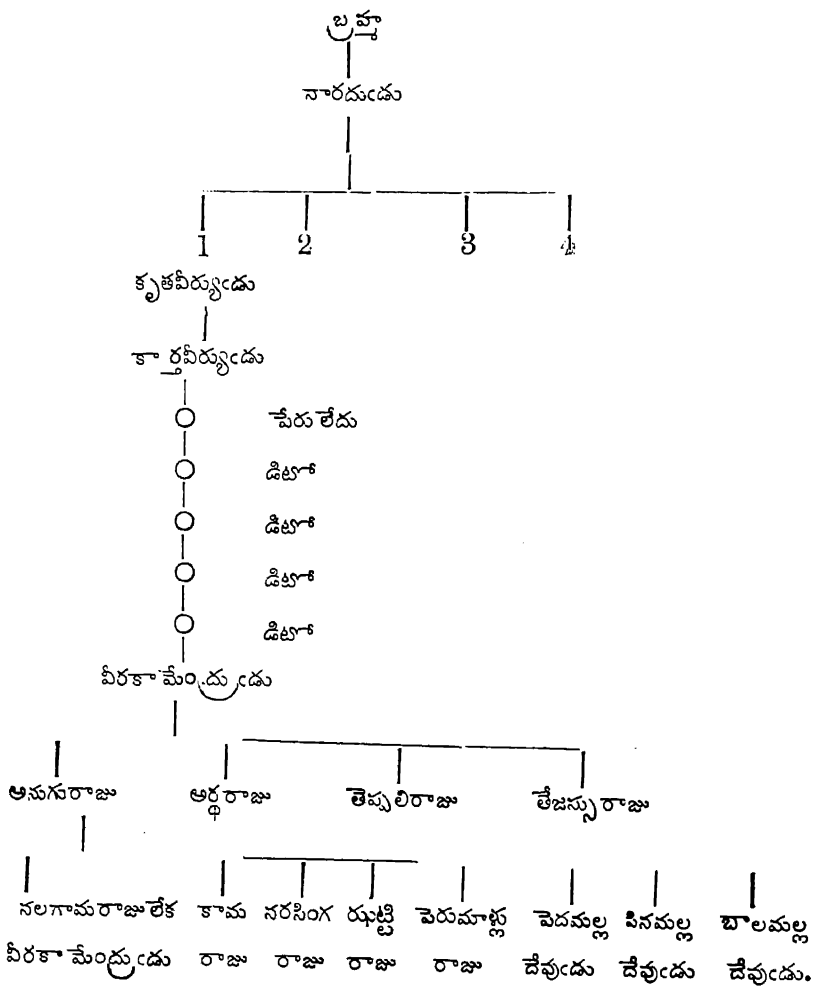 బ్రహ్మ
నారదుఁడు
1 2 3 4
కృతవీర్యుఁడు
కార్తవీర్యుఁడు
పేరు లేదు
డిటో
డిటో
డిటో
డిటో
వీరకామేంద్రుఁడు
అనుగురాజు అర్థరాజు తెప్పలిరాజు తేజస్సురాజు
నలగామరాజులేక కామ నరసింగ ఝట్టి పెరుమాళ్లు పెదమల్ల పినమల్ల బాలమల్ల
వీరకామేంద్రుఁడు రాజు రాజు రాజు రాజు దేవుఁడు దేవుఁడు దేవుఁడు.